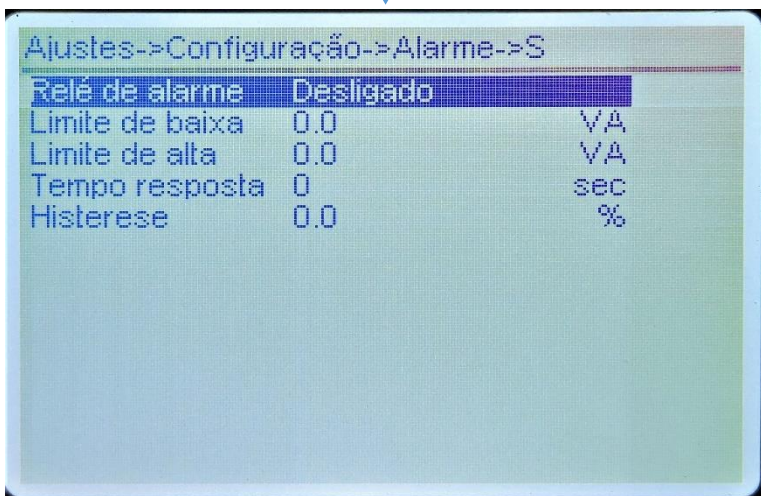 Ajustes->Configuração->Alarme->S
Relé de alarme Desligado
Limite de baixa 0.0 VA
Limite de alta 0.0 VA
Tempo resposta 0 sec
Histerese 0.0 %